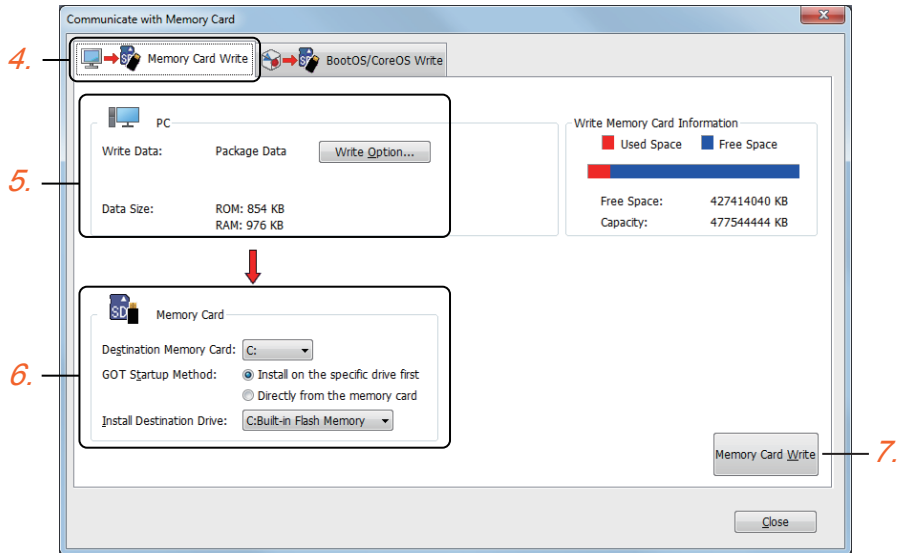 Communicate with Memory Card
4.
Memory Card Write
BootOS/CoreOS Write
5.
PC
Write Data: Package Data Write Option...
Data Size: ROM: 854 KB
RAM: 976 KB
Write Memory Card Information
Used Space Free Space
Free Space: 427414040 KB
Capacity: 477544444 KB
6.
SD
Memory Card
Destination Memory Card: C:
GOT Startup Method: Install on the specific drive first
Directly from the memory card
Install Destination Drive: C:Built-in Flash Memory
Memory Card Write
7.
Close